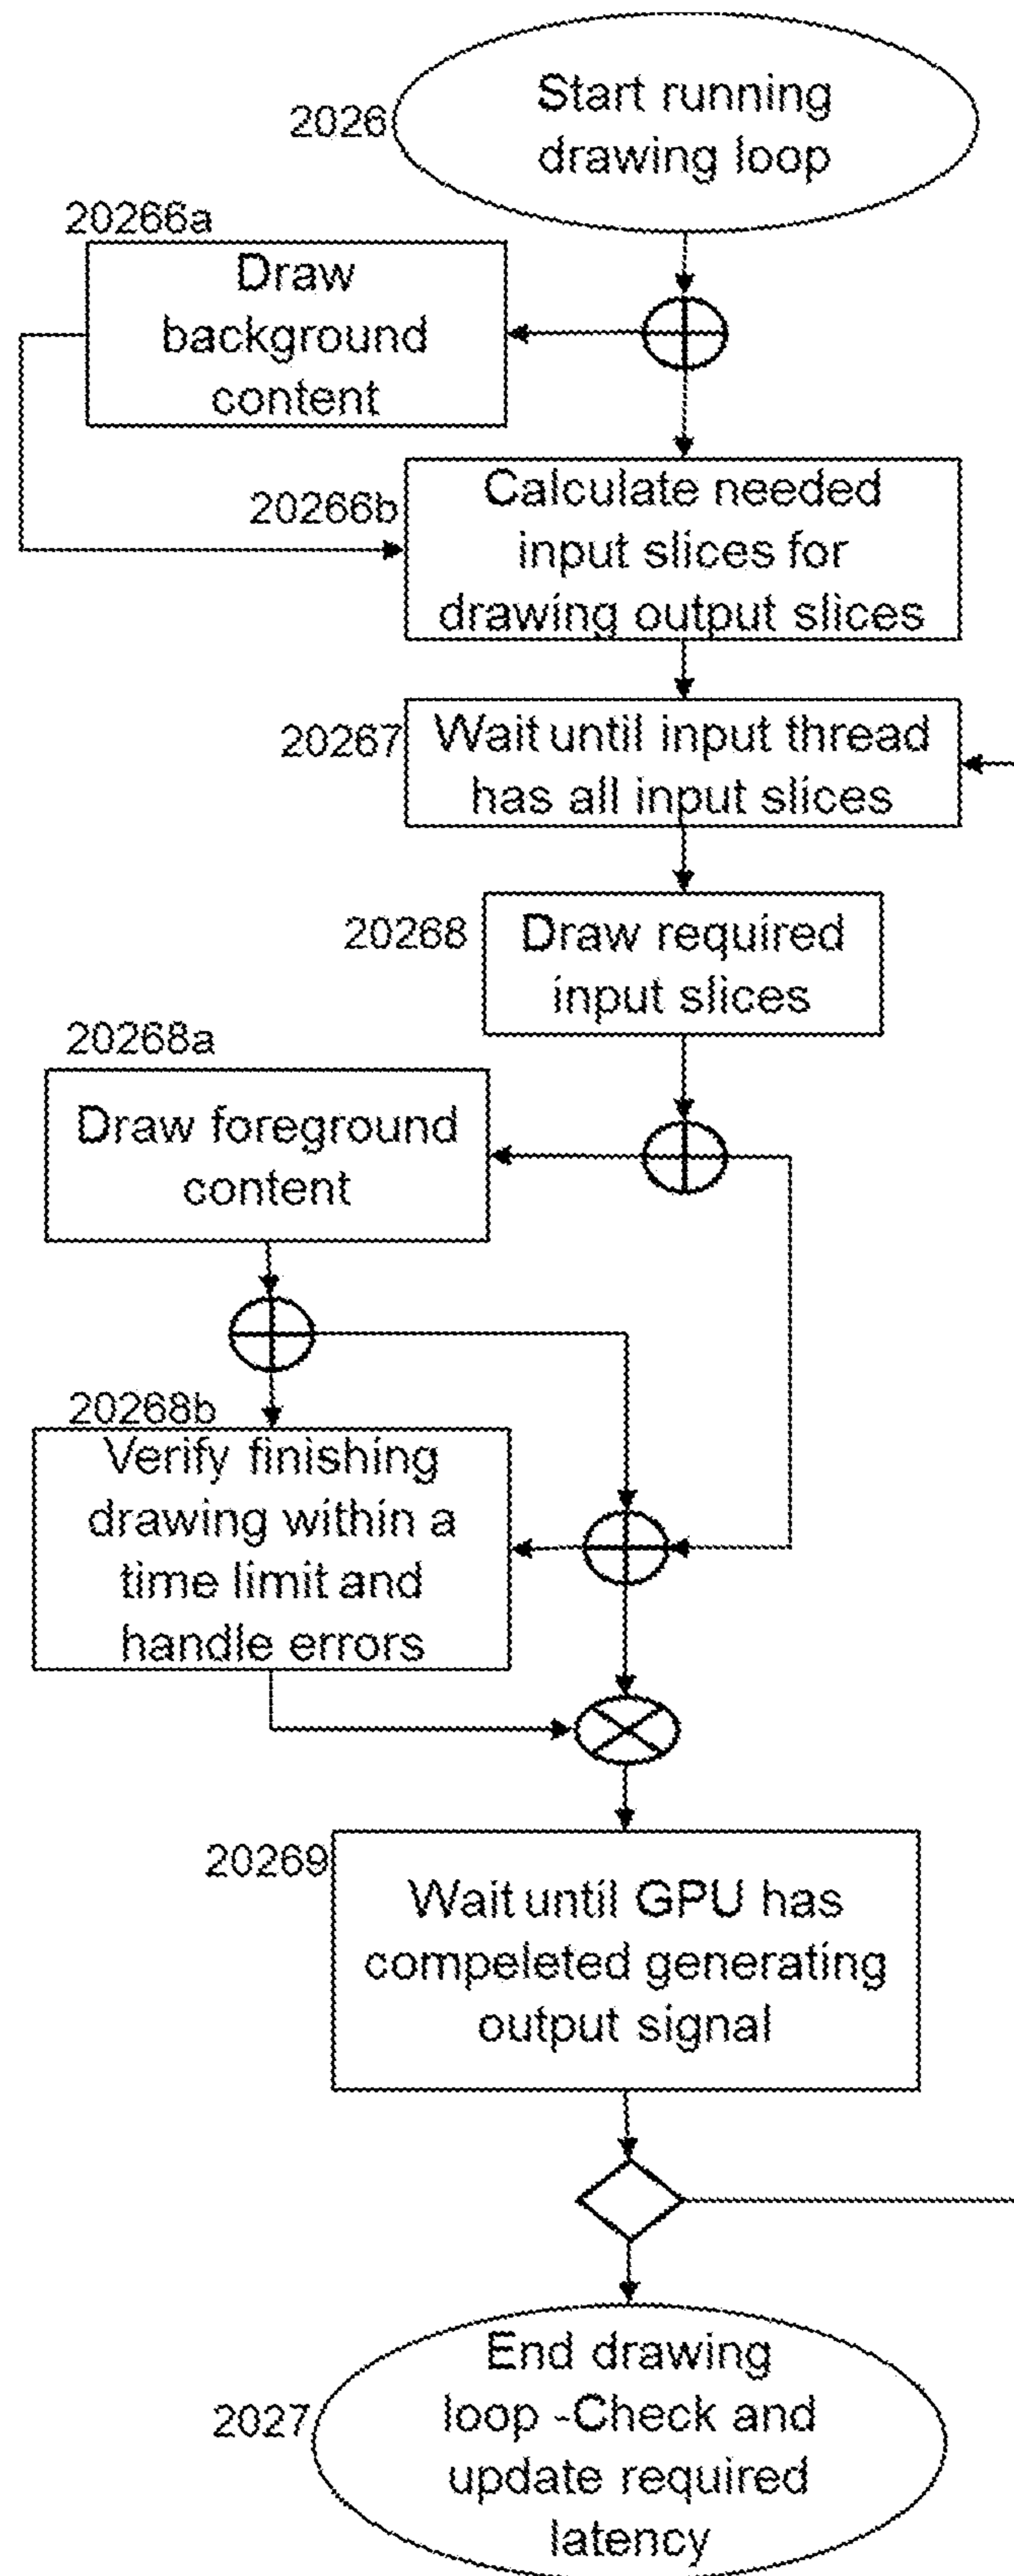 2026
Start running
drawing loop
20266a
Draw
background
content
20266b
Calculate needed
input slices for
drawing output slices
20267
Wait until input thread
has all input slices
20268
Draw required
input slices
20268a
Draw foreground
content
20268b
Verify finishing
drawing within a
time limit and
handle errors
20269
Wait until GPU has
compeleted generating
output signal
2027
End drawing
loop -Check and
update required
latency